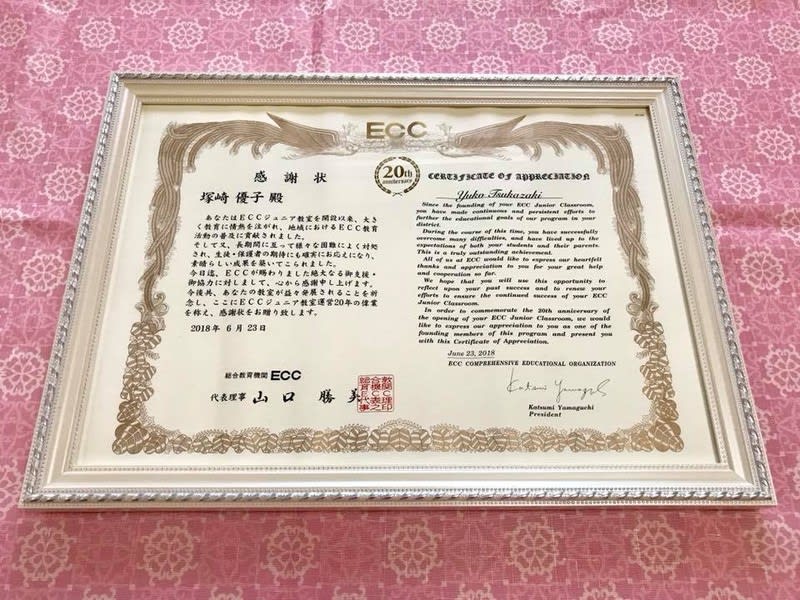 ECC
20th
anniversary
感謝状
塚崎 優子 殿
あなたはECCジュニア教室を開設以来、大き
く教育に情熱を注がれ、地域におけるECC教育
活動の普及に貢献されました。
そして又、長期間に亙って様々な困難によく対処
され、生徒・保護者の期待にも確実にお応えになり、
素晴らしい成果を築いてこられました。
今日迄、ECCが賜わりました絶大なる御支援・
御協力に対しまして、心から感謝申し上げます。
今後共、あなたの教室が益々発展されることを祈
念し、ここにECCジュニア教室運営20年の偉業
を称え、感謝状をお贈り致します。
2018年 6月 23日
総合教育機関 ECC
代表理事 山口 勝美
CERTIFICATE OF APPRECIATION
Yuko Tsukazaki
Since the founding of your ECC Junior Classroom,
you have made continuous and persistent efforts to
further the educational goals of our program in your
district.
During the course of this time, you have successfully
overcome many difficulties, and have lived up to the
expectations of both your students and their parents.
This is a truly outstanding achievement.
All of us at ECC would like to express our heartfelt
thanks and appreciation to you for your great help
and cooperation so far.
We hope that you will use this opportunity to
reflect upon your past success and to renew your
efforts to ensure the continued success of your ECC
Junior Classroom.
In order to commemorate the 20th anniversary of
the opening of your ECC Junior Classroom, we would
like to express our appreciation to you as one of the
founding members of this program and present you
with this Certificate of Appreciation.
June 23, 2018
ECC COMPREHENSIVE EDUCATIONAL ORGANIZATION
Katsumi Yamaguchi
Katsumi Yamaguchi
President